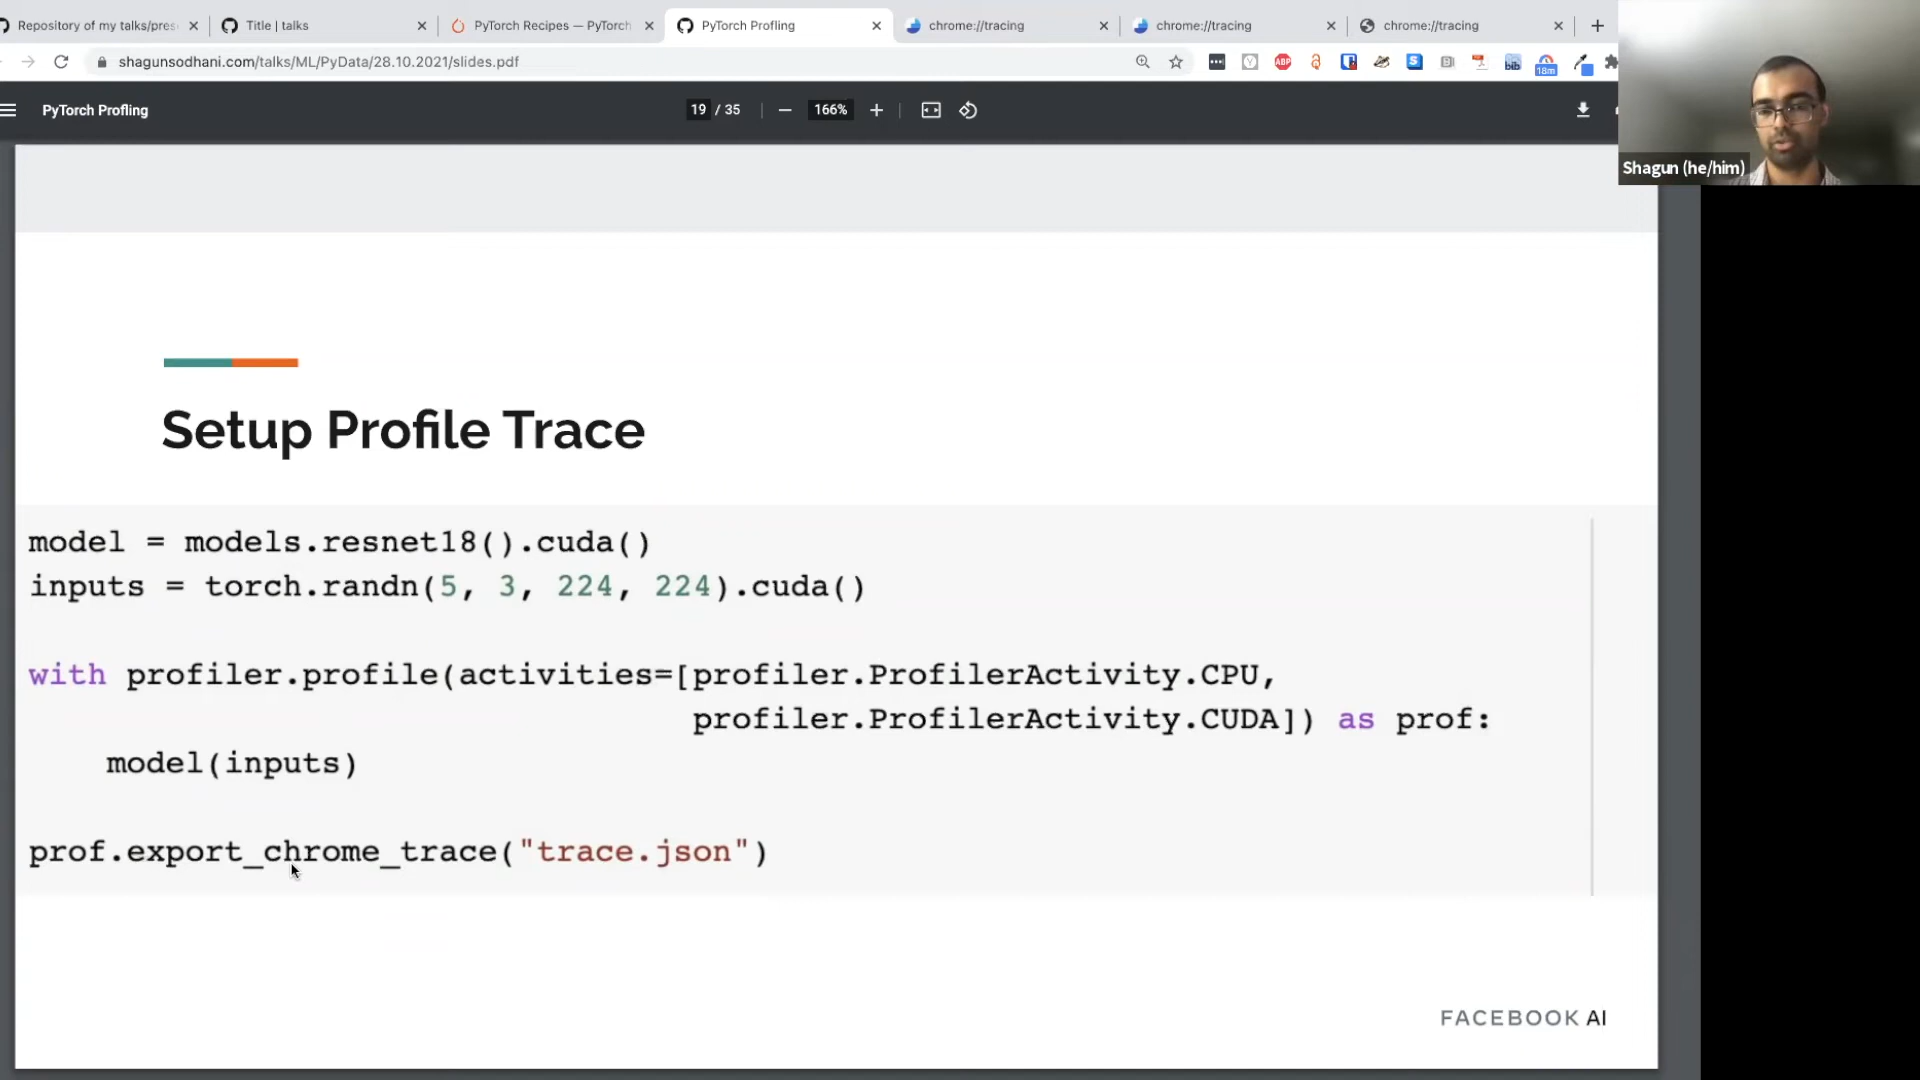 Repository of my talks/pres
Title | talks
PyTorch Recipes — PyTorch
PyTorch Profling
chrome://tracing
chrome://tracing
chrome://tracing
shagunsodhani.com/talks/ML/PyData/28.10.2021/slides.pdf
ABP
bib
18m
PyTorch Profling
19 / 35
166%
Shagun (he/him)
Setup Profile Trace
model = models.resnet18().cuda()
inputs = torch.randn(5, 3, 224, 224).cuda()
with profiler.profile(activities=[profiler.ProfilerActivity.CPU,
profiler.ProfilerActivity.CUDA]) as prof:
model(inputs)
prof.export_chrome_trace("trace.json")
FACEBOOK AI